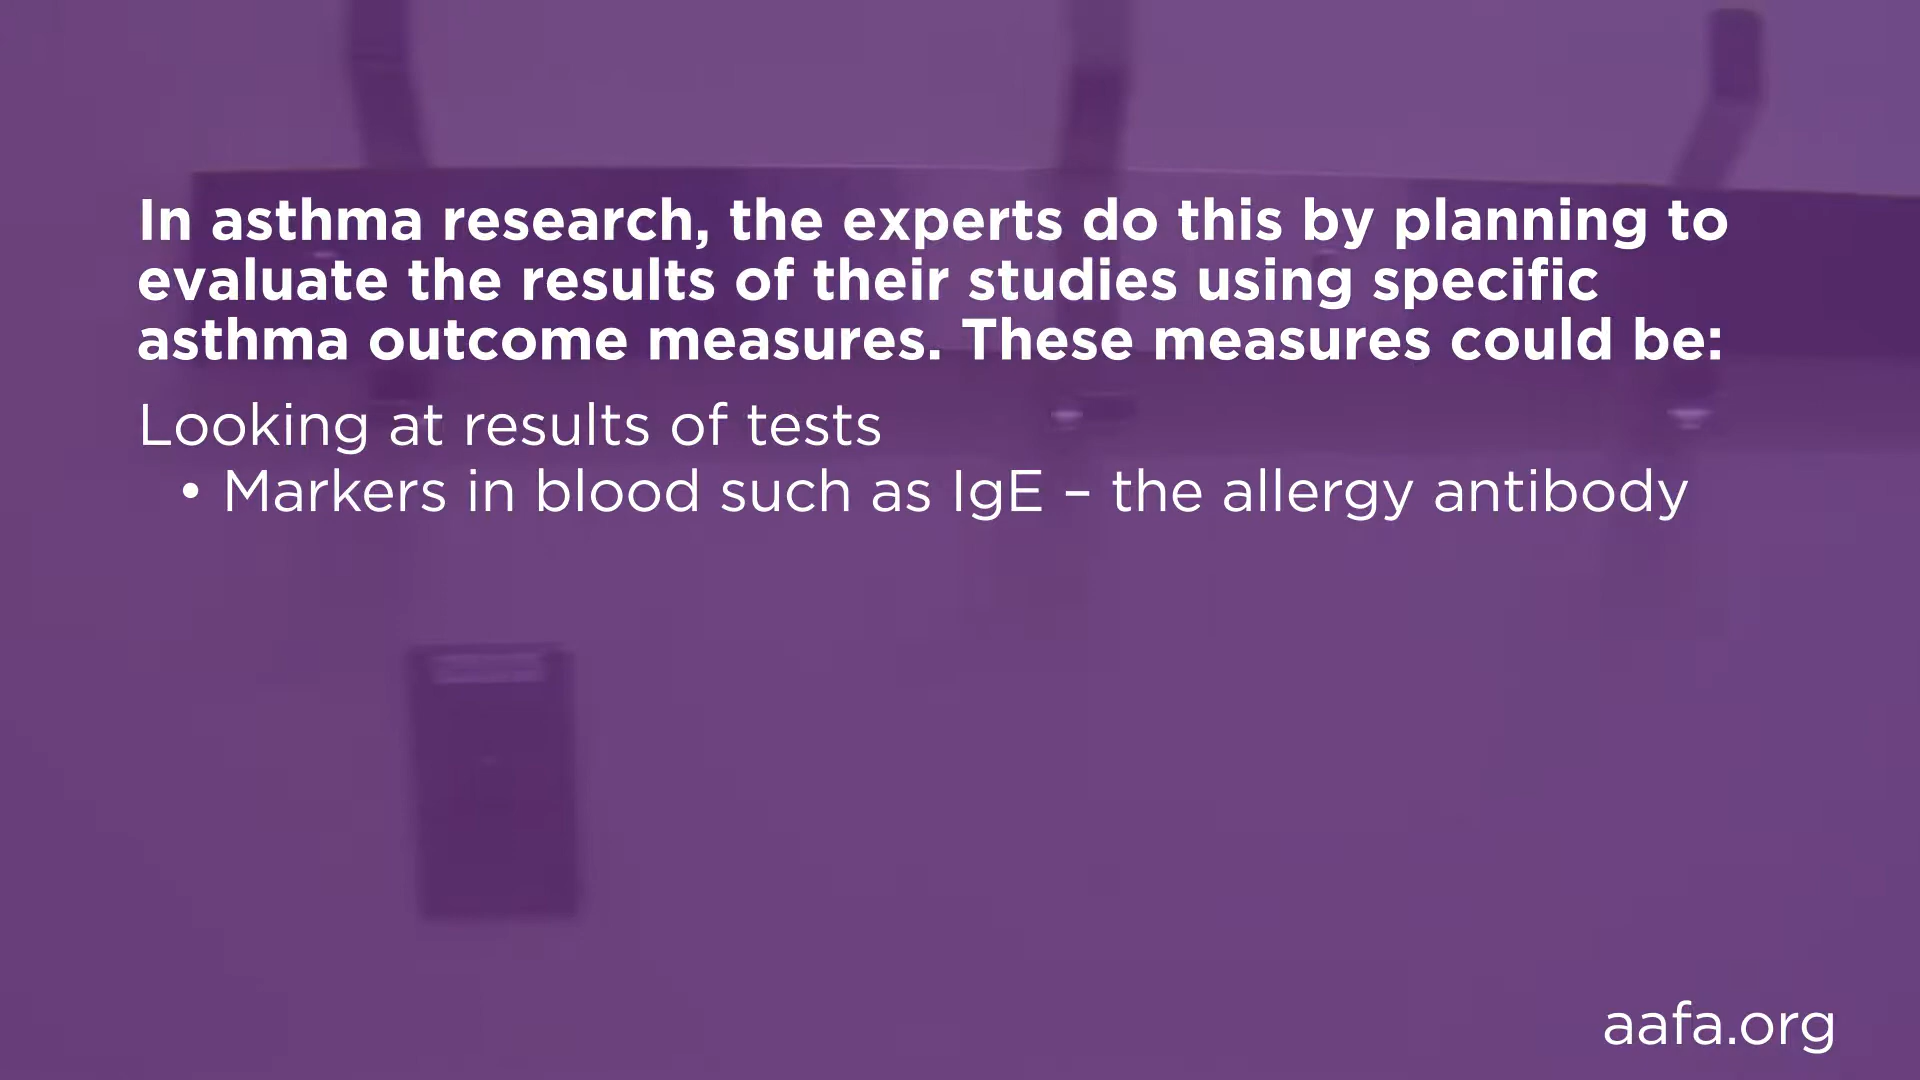 In asthma research, the experts do this by planning to
evaluate the results of their studies using specific
asthma outcome measures. These measures could be:
Looking at results of tests
• Markers in blood such as IgE – the allergy antibody
aafa.org